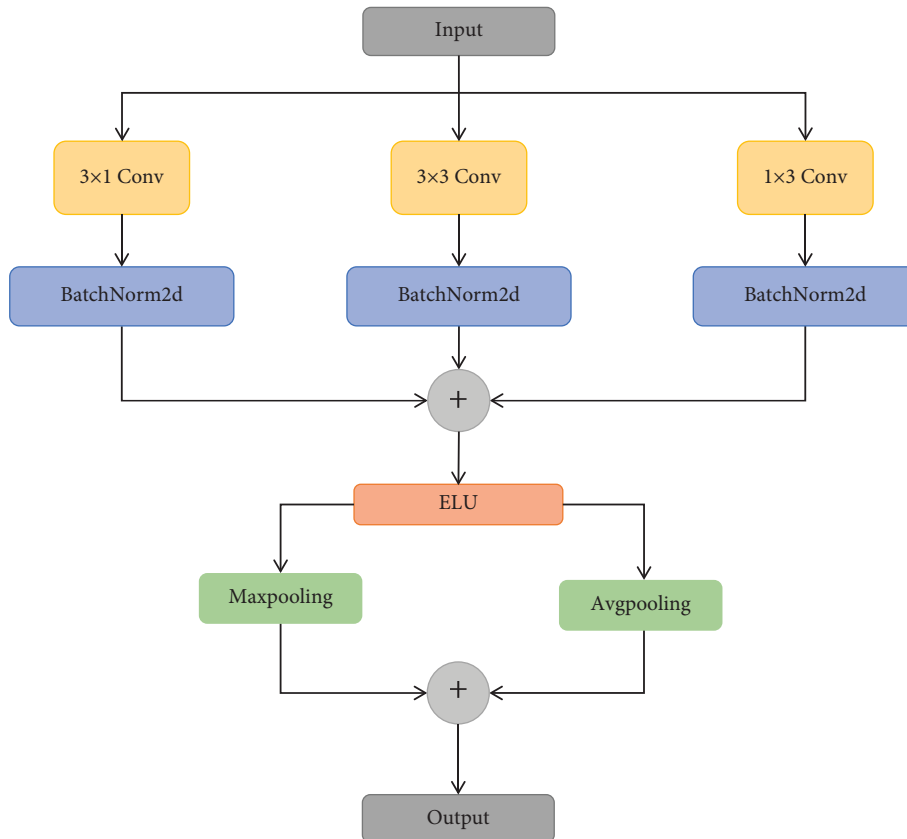 Input
3×1 Conv
3×3 Conv
1×3 Conv
BatchNorm2d
BatchNorm2d
BatchNorm2d
+
ELU
Maxpooling
Avgpooling
+
Output